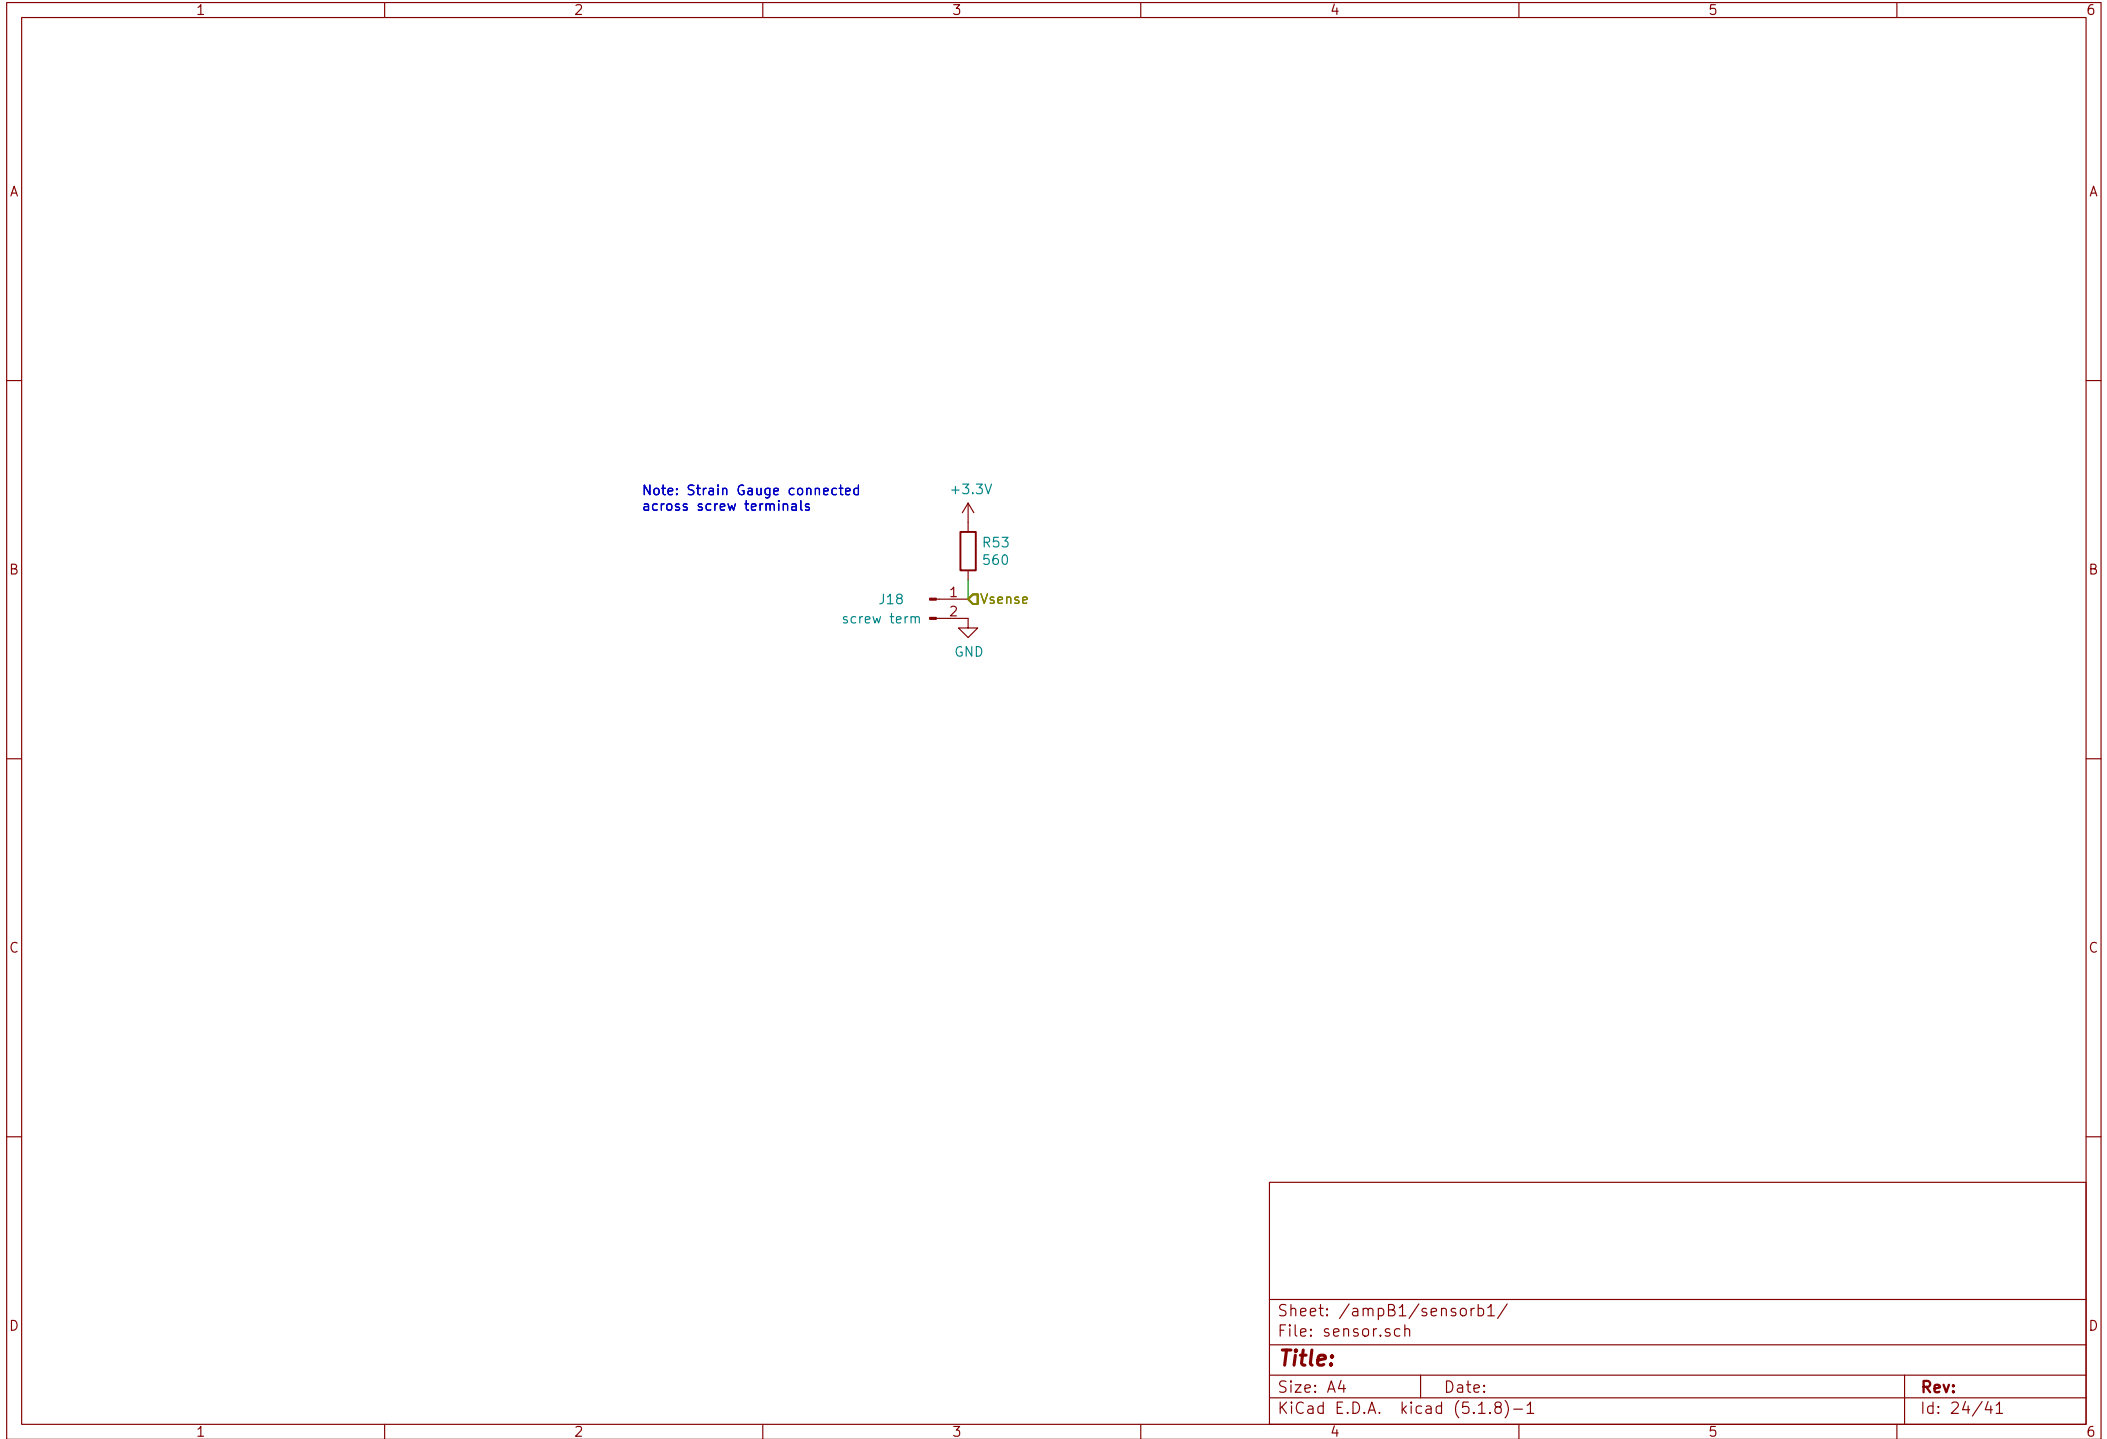 1 2 3 4 5 6
A A
Note: Strain Gauge connected
across screw terminals
+3.3V
R53
560
B B
J18 1 Vsense
screw term 2
GND
C C
Sheet: /ampB1/sensorb1/
File: sensor.sch
D D
Title:
Size: A4 Date: Rev:
KiCad E.D.A. kicad (5.1.8)-1 Id: 24/41
1 2 3 4 5 6